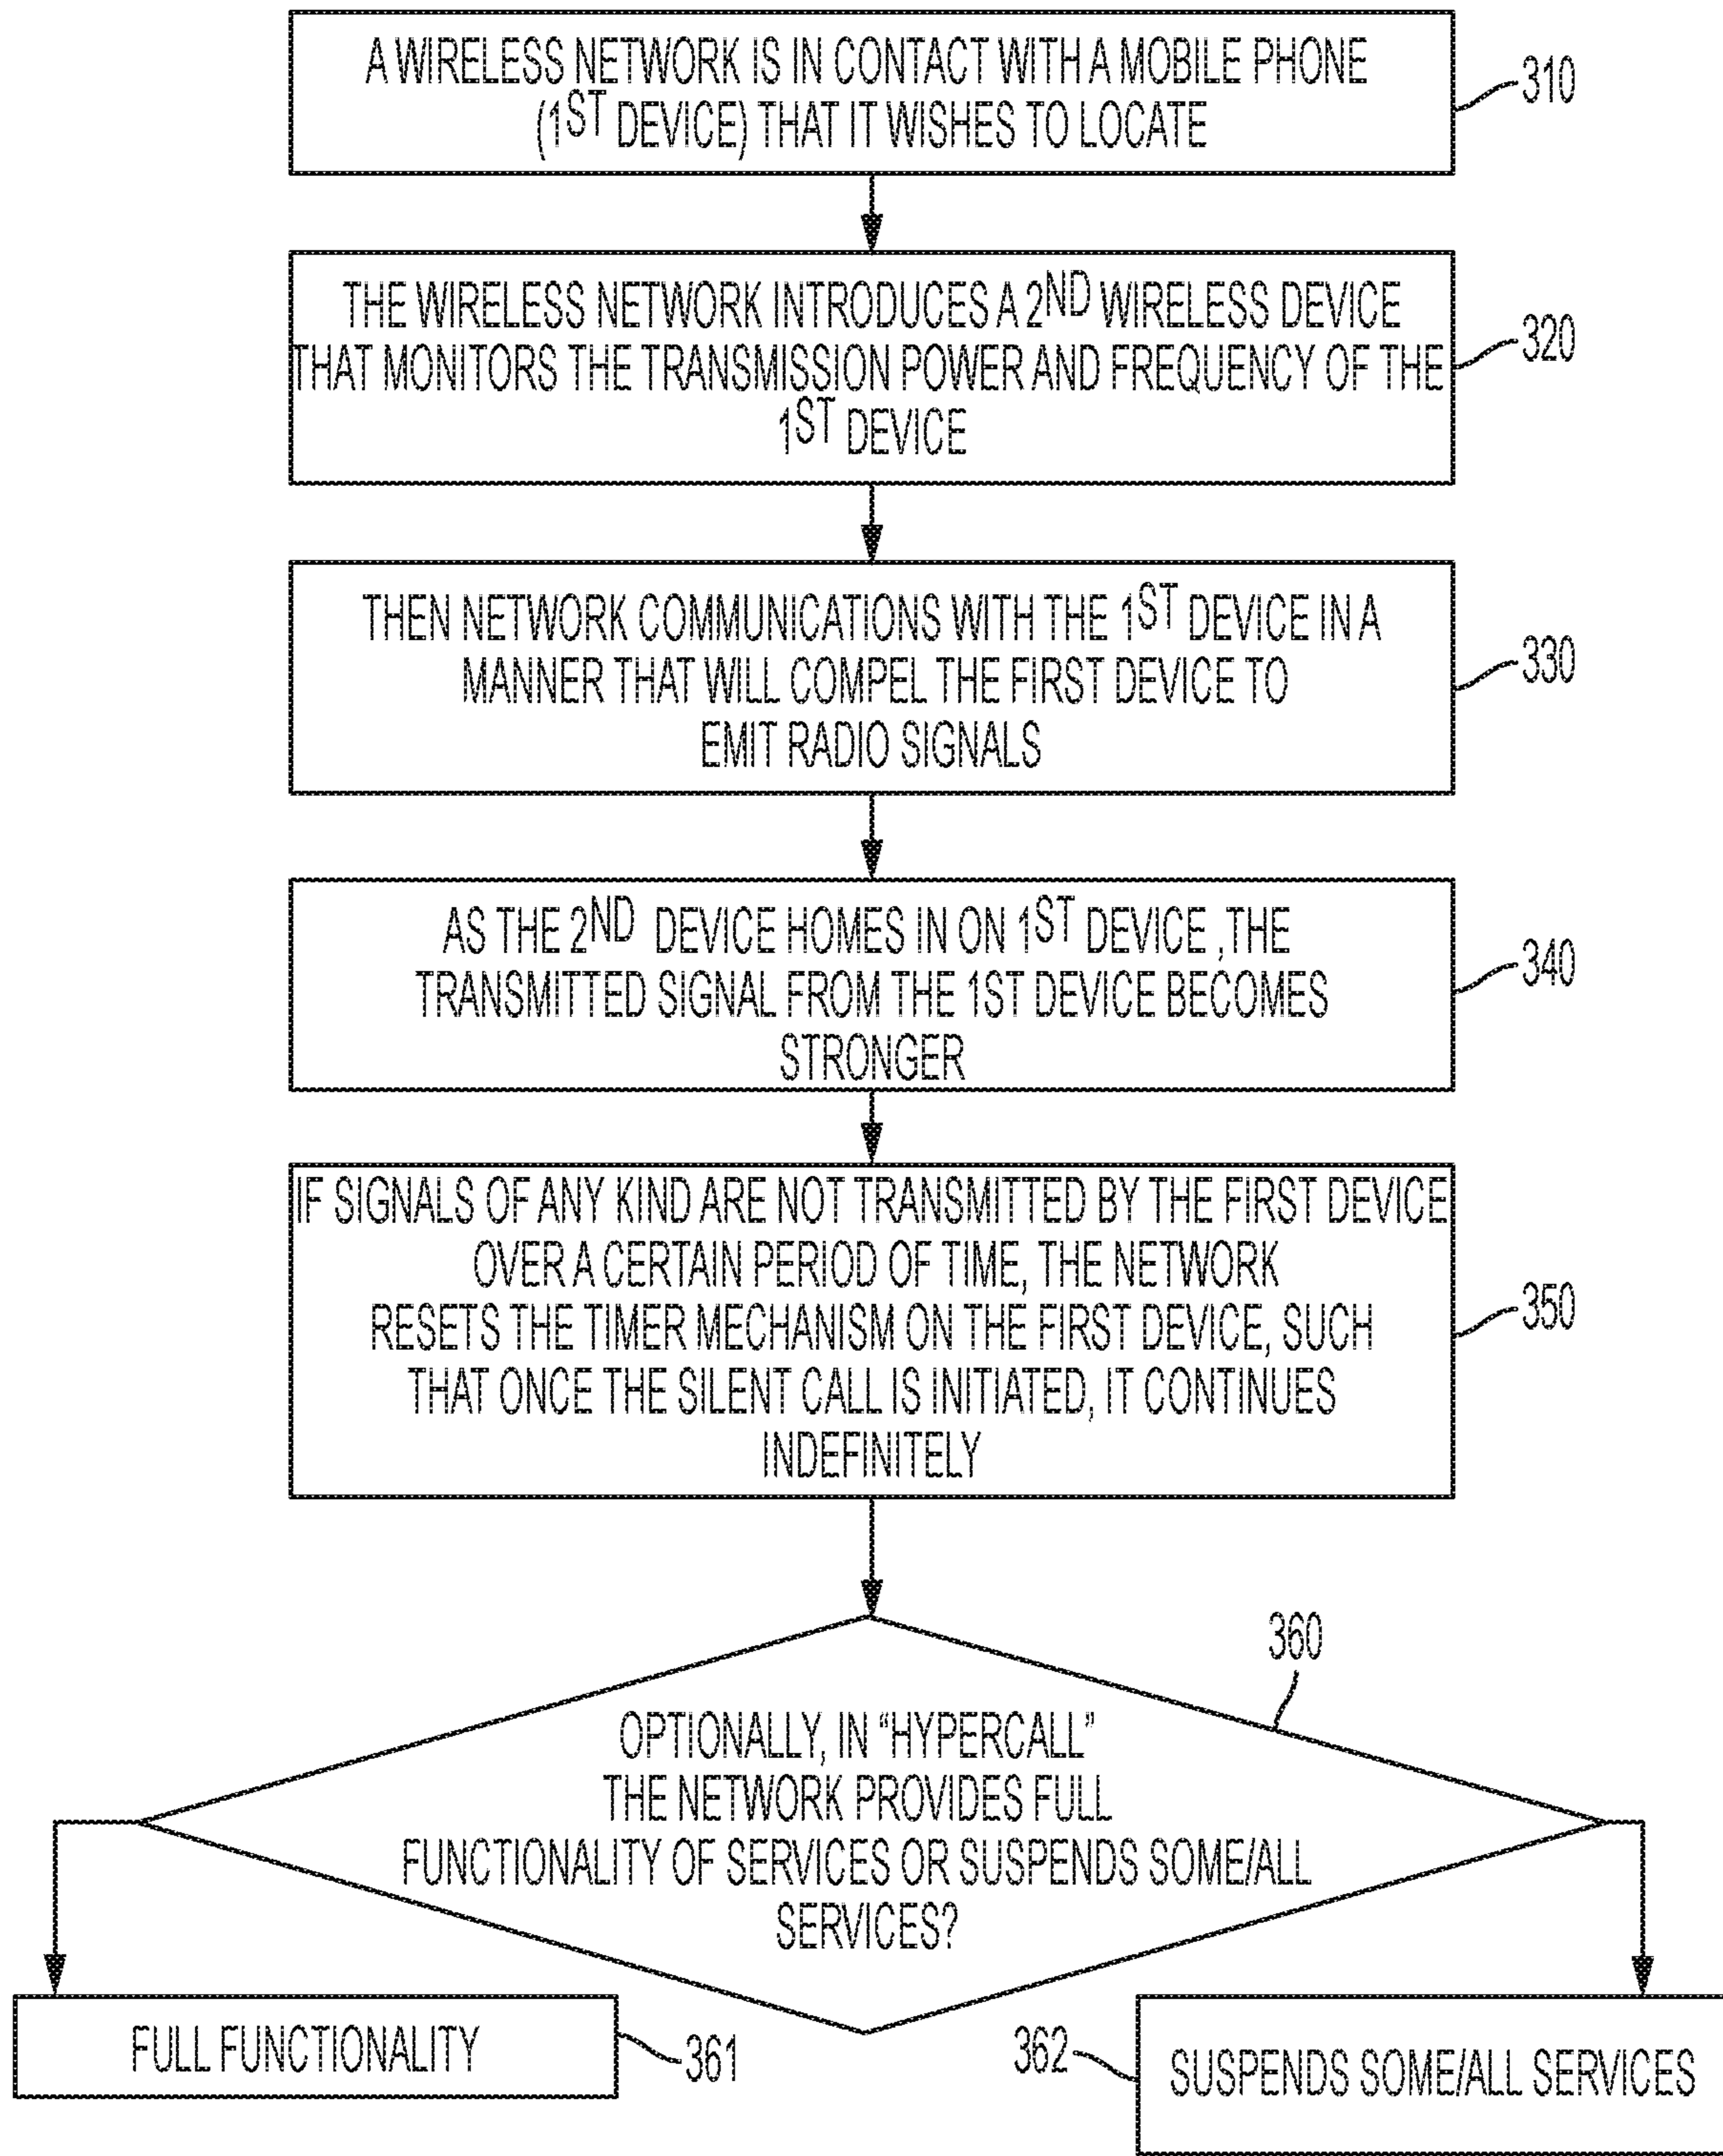 A WIRELESS NETWORK IS IN CONTACT WITH A MOBILE PHONE
(1ST DEVICE) THAT IT WISHES TO LOCATE
310
THE WIRELESS NETWORK INTRODUCES A 2ND WIRELESS DEVICE
THAT MONITORS THE TRANSMISSION POWER AND FREQUENCY OF THE
1ST DEVICE
320
THEN NETWORK COMMUNICATIONS WITH THE 1ST DEVICE IN A
MANNER THAT WILL COMPEL THE FIRST DEVICE TO
EMIT RADIO SIGNALS
330
AS THE 2ND DEVICE HOMES IN ON 1ST DEVICE ,THE
TRANSMITTED SIGNAL FROM THE 1ST DEVICE BECOMES
STRONGER
340
IF SIGNALS OF ANY KIND ARE NOT TRANSMITTED BY THE FIRST DEVICE
OVER A CERTAIN PERIOD OF TIME, THE NETWORK
RESETS THE TIMER MECHANISM ON THE FIRST DEVICE, SUCH
THAT ONCE THE SILENT CALL IS INITIATED, IT CONTINUES
INDEFINITELY
350
360
OPTIONALLY, IN “HYPERCALL”
THE NETWORK PROVIDES FULL
FUNCTIONALITY OF SERVICES OR SUSPENDS SOME/ALL
SERVICES?
FULL FUNCTIONALITY
361
362
SUSPENDS SOME/ALL SERVICES